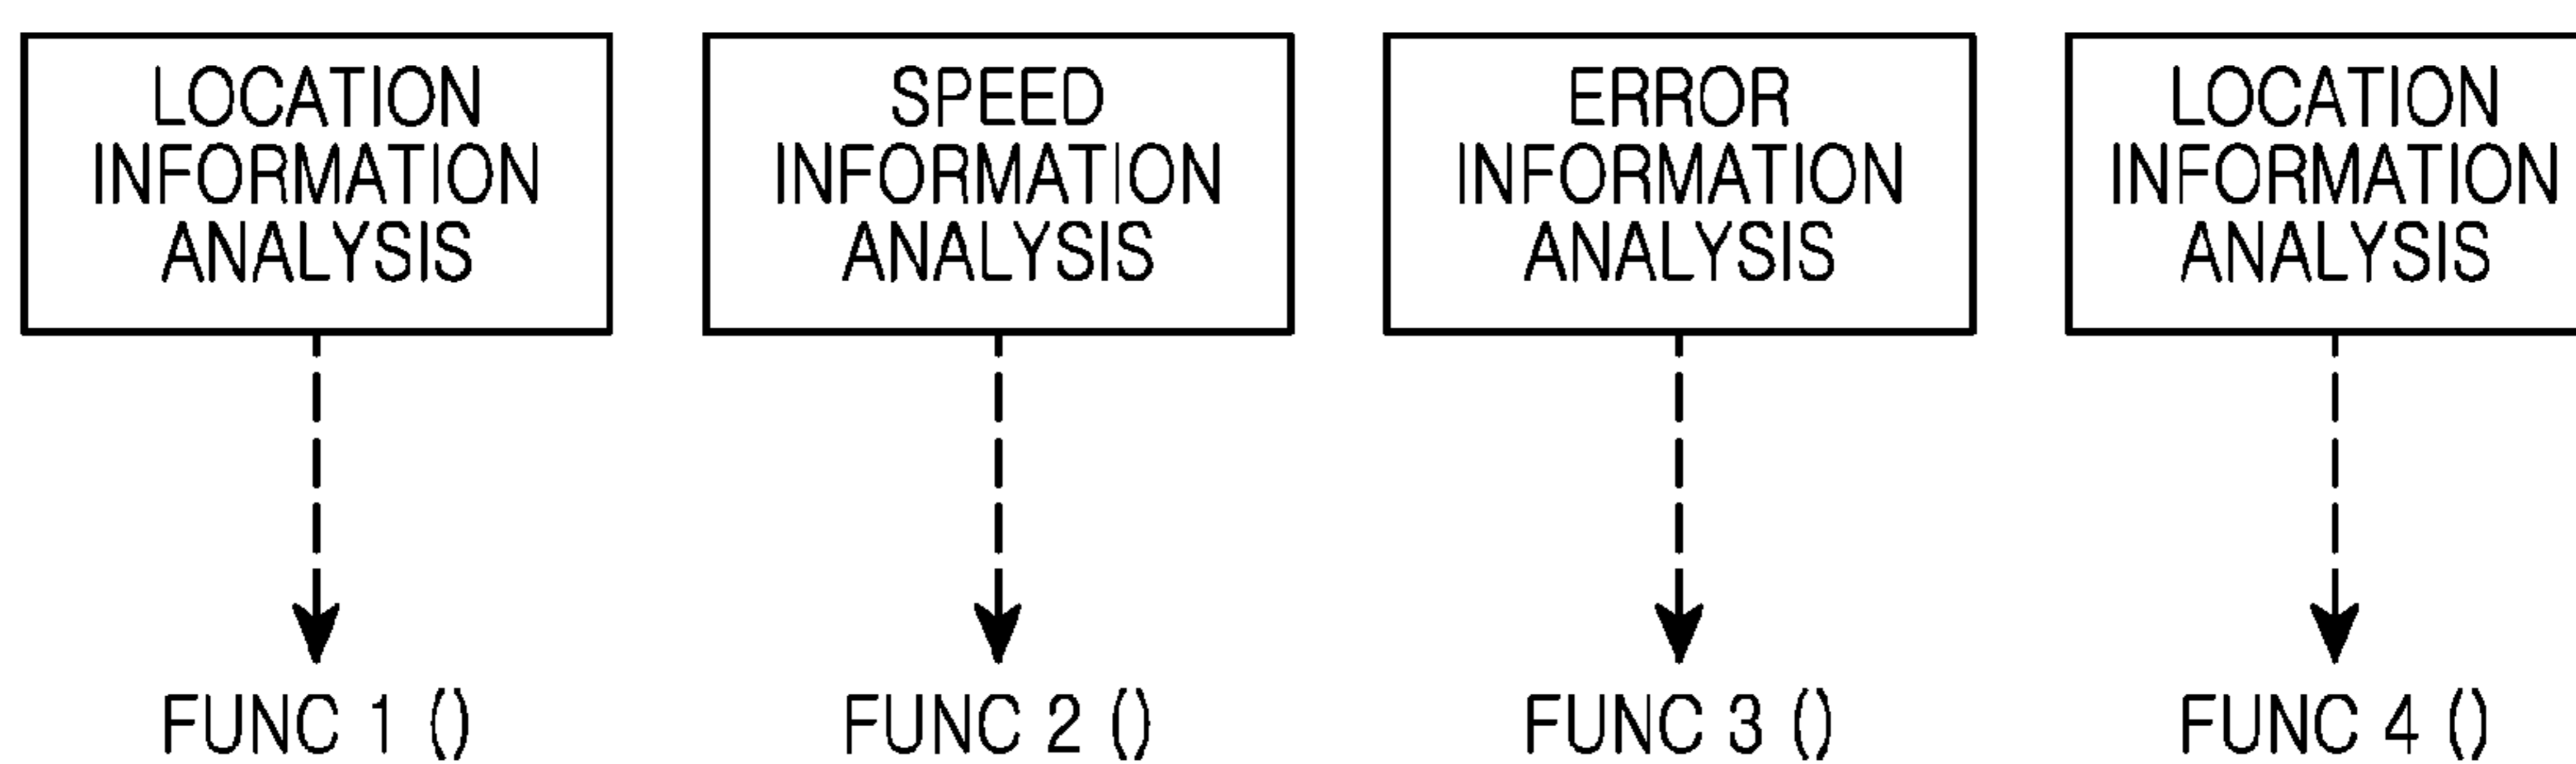 LOCATION
INFORMATION
ANALYSIS
SPEED
INFORMATION
ANALYSIS
ERROR
INFORMATION
ANALYSIS
LOCATION
INFORMATION
ANALYSIS
FUNC 1 ()
FUNC 2 ()
FUNC 3 ()
FUNC 4 ()